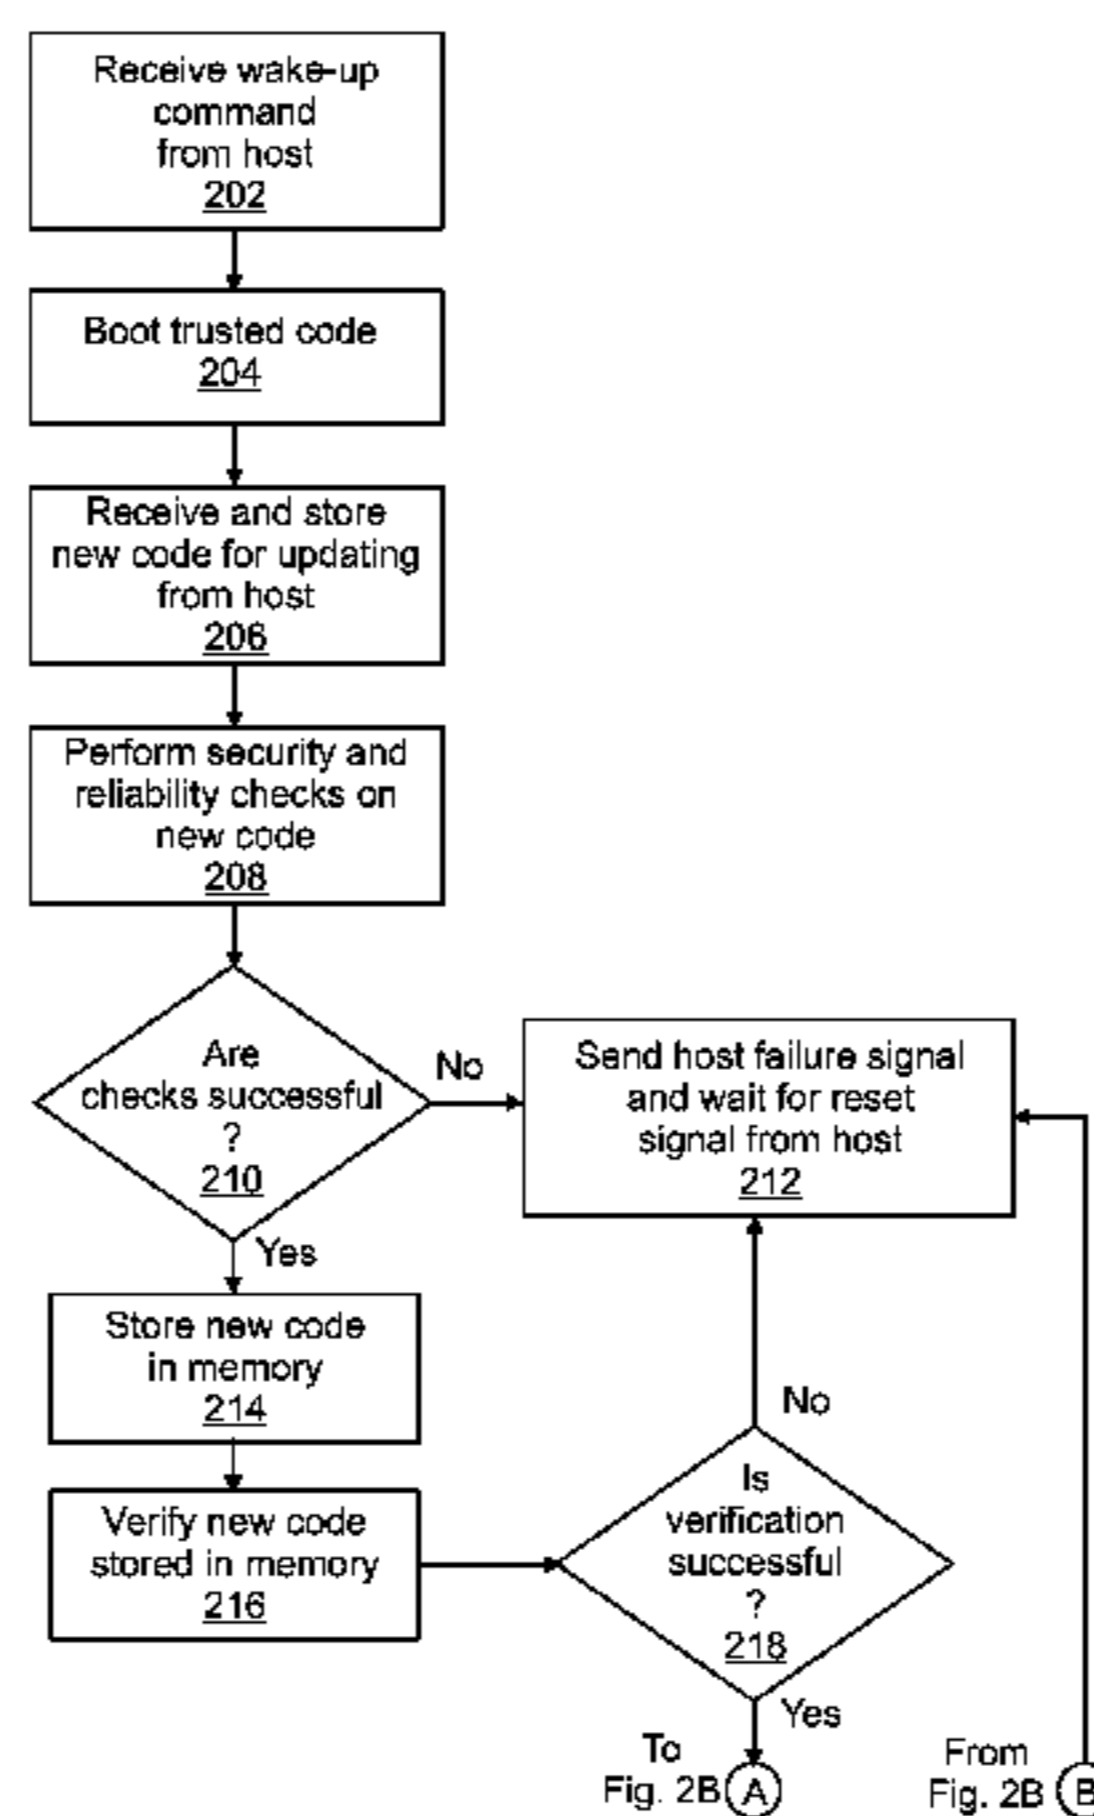 Receive wake-up
command
from host
202
Boot trusted code
204
Receive and store
new code for updating
from host
206
Perform security and
reliability checks on
new code
208
Are
checks successful
?
210
No
Send host failure signal
and wait for reset
signal from host
212
Yes
Store new code
in memory
214
No
Verify new code
stored in memory
216
Is
verification
successful
?
218
Yes
To
Fig. 2B A
From
Fig. 2B B